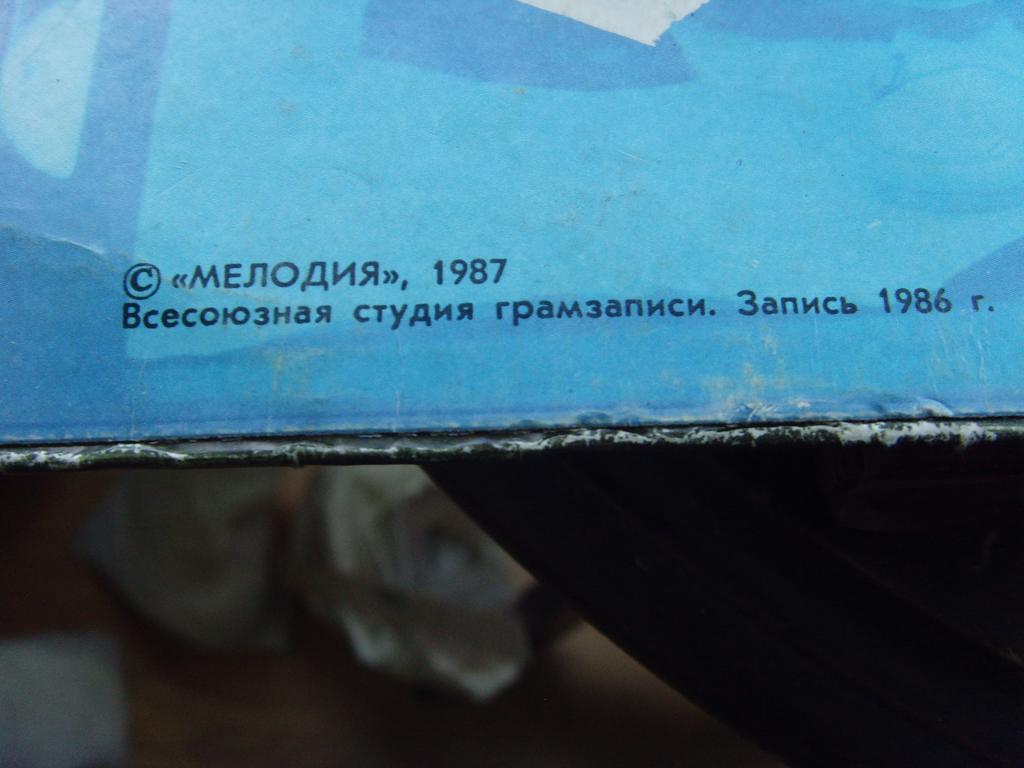 © «МЕЛОДИЯ», 1987
Всесоюзная студия грамзаписи. Запись 1986 г.